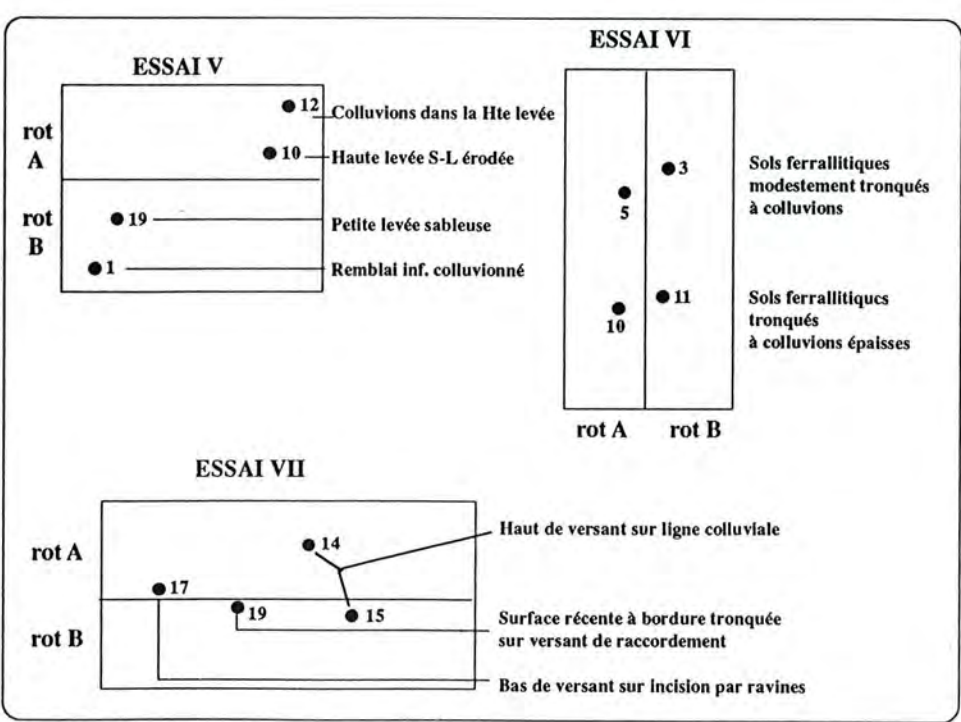 ESSAI V
rot
A
12
Colluvions dans la Hte levée
10
Haute levée S-L érodée
rot
B
19
Petite levée sableuse
1
Remblai inf. colluvionné
ESSAI VI
3
5
Sols ferrallitiques
modestement tronqués
à colluvions
11
10
Sols ferrallitiques
tronqués
à colluvions épaisses
rot A
rot B
ESSAI VII
rot A
14
Haut de versant sur ligne colluviale
17
rot B
19
15
Surface récente à bordure tronquée
sur versant de raccordement
Bas de versant sur incision par ravines